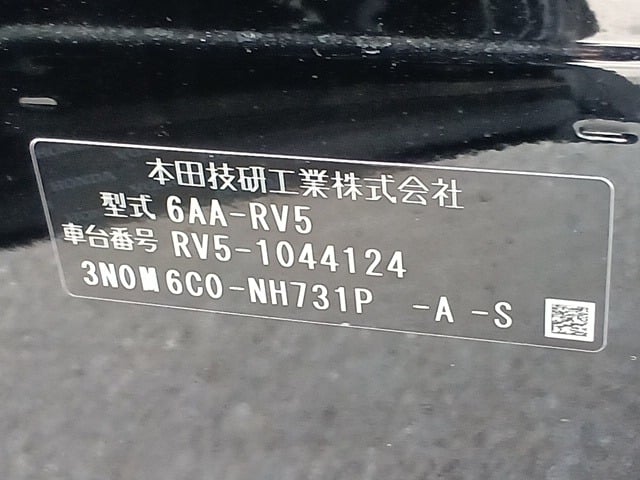 本田技研工業株式会社
型式 6AA-RV5
車台番号 RV5-1044124
3N0M 6C0-NH731P -A -S